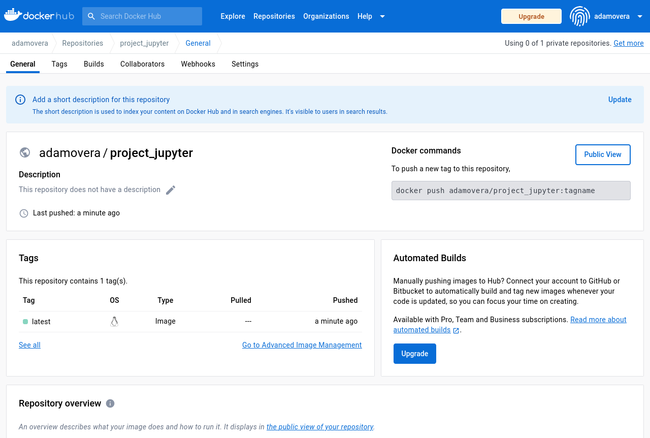 dockerhub Search Docker Hub Explore Repositories Organizations Help Upgrade adamovera
adamovera Repositories project_jupyter General Using 0 of 1 private repositories. Get more
General Tags Builds Collaborators Webhooks Settings
Add a short description for this repository Update
The short description is used to index your content on Docker Hub and in search engines. It's visible to users in search results.
adamovera / project_jupyter
Description
This repository does not have a description
Last pushed: a minute ago
Docker commands Public View
To push a new tag to this repository,
docker push adamovera/project_jupyter:tagname
Tags
This repository contains 1 tag(s).
Tag OS Type Pulled Pushed
latest Image --- a minute ago
See all Go to Advanced Image Management
Automated Builds
Manually pushing images to Hub? Connect your account to GitHub or
Bitbucket to automatically build and tag new images whenever your
code is updated, so you can focus your time on creating.
Available with Pro, Team and Business subscriptions. Read more about
automated builds .
Upgrade
Repository overview
An overview describes what your image does and how to run it. It displays in the public view of your repository.